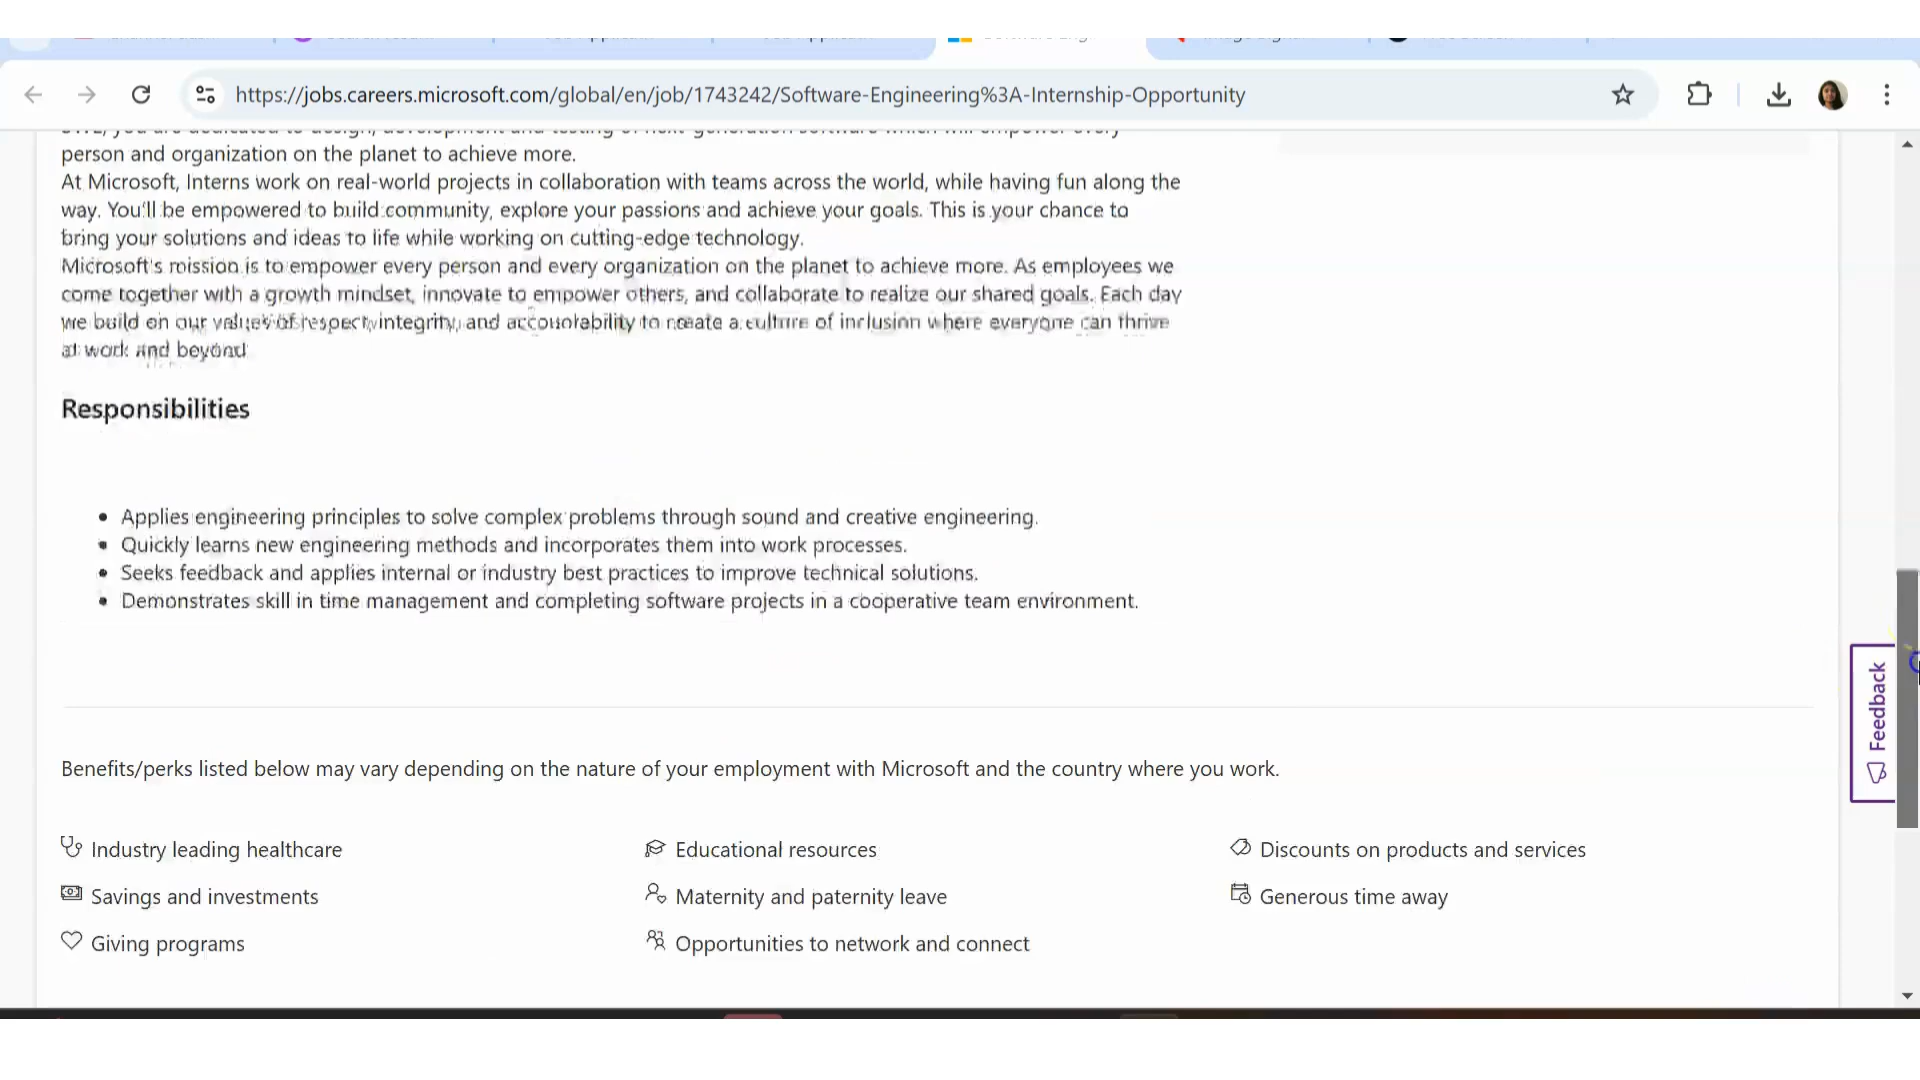 https://jobs.careers.microsoft.com/global/en/job/1743242/Software-Engineering%3A-Internship-Opportunity
person and organization on the planet to achieve more.
At Microsoft, Interns work on real-world projects in collaboration with teams across the world, while having fun along the
way. You'll be empowered to build community, explore your passions and achieve your goals. This is your chance to
bring your solutions and ideas to life while working on cutting-edge technology.
Microsoft's mission is to empower every person and every organization on the planet to achieve more. As employees we
come together with a growth mindset, innovate to empower others, and collaborate to realize our shared goals. Each day
we build on our values of respect, integrity, and accountability to create a culture of inclusion where everyone can thrive
at work and beyond
Responsibilities
• Applies engineering principles to solve complex problems through sound and creative engineering.
• Quickly learns new engineering methods and incorporates them into work processes.
• Seeks feedback and applies internal or industry best practices to improve technical solutions.
• Demonstrates skill in time management and completing software projects in a cooperative team environment.
Feedback
Benefits/perks listed below may vary depending on the nature of your employment with Microsoft and the country where you work.
Industry leading healthcare
Educational resources
Discounts on products and services
Savings and investments
Maternity and paternity leave
Generous time away
Giving programs
Opportunities to network and connect